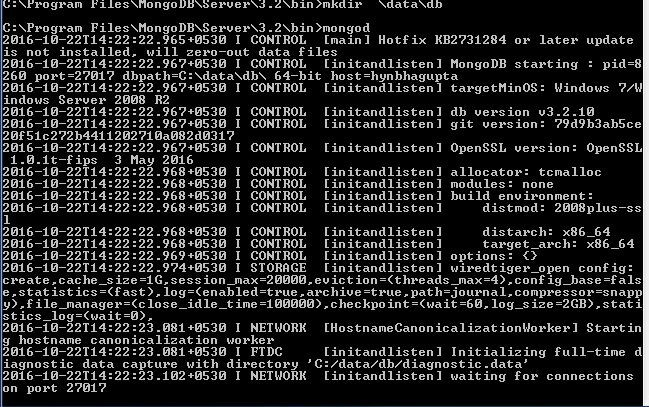 C:\Program Files\MongoDB\Server\3.2\bin>mkdir \data\db
C:\Program Files\MongoDB\Server\3.2\bin>mongod
2016-10-22T14:22:22.965+0530 I CONTROL  [main] Hotfix KB2731284 or later update
is not installed, will zero-out data files
2016-10-22T14:22:22.967+0530 I CONTROL  [initandlisten] MongoDB starting : pid=8
260 port=27017 dbpath=C:\data\db\ 64-bit host=hynbhagupta
2016-10-22T14:22:22.967+0530 I CONTROL  [initandlisten] targetMinOS: Windows 7/W
indows Server 2008 R2
2016-10-22T14:22:22.967+0530 I CONTROL  [initandlisten] db version v3.2.10
2016-10-22T14:22:22.967+0530 I CONTROL  [initandlisten] git version: 79d9b3ab5ce
20f51c272b4411202710a082d0317
2016-10-22T14:22:22.967+0530 I CONTROL  [initandlisten] OpenSSL version: OpenSSL
 1.0.1t-fips  3 May 2016
2016-10-22T14:22:22.968+0530 I CONTROL  [initandlisten] allocator: tcmalloc
2016-10-22T14:22:22.968+0530 I CONTROL  [initandlisten] modules: none
2016-10-22T14:22:22.968+0530 I CONTROL  [initandlisten] build environment:
2016-10-22T14:22:22.968+0530 I CONTROL  [initandlisten]     distmod: 2008plus-ss
l
2016-10-22T14:22:22.968+0530 I CONTROL  [initandlisten]     distarch: x86_64
2016-10-22T14:22:22.968+0530 I CONTROL  [initandlisten]     target_arch: x86_64
2016-10-22T14:22:22.969+0530 I CONTROL  [initandlisten] options: {}
2016-10-22T14:22:22.974+0530 I STORAGE  [initandlisten] wiredtiger_open config:
create,cache_size=1G,session_max=20000,eviction=(threads_max=4),config_base=fals
e,statistics=(fast),log=(enabled=true,archive=true,path=journal,compressor=snapp
y),file_manager=(close_idle_time=100000),checkpoint=(wait=60,log_size=2GB),stati
stics_log=(wait=0),
2016-10-22T14:22:23.081+0530 I NETWORK  [HostnameCanonicalizationWorker] Startin
g hostname canonicalization worker
2016-10-22T14:22:23.081+0530 I FTDC     [initandlisten] Initializing full-time d
iagnostic data capture with directory 'C:/data/db/diagnostic.data'
2016-10-22T14:22:23.102+0530 I NETWORK  [initandlisten] waiting for connections
on port 27017